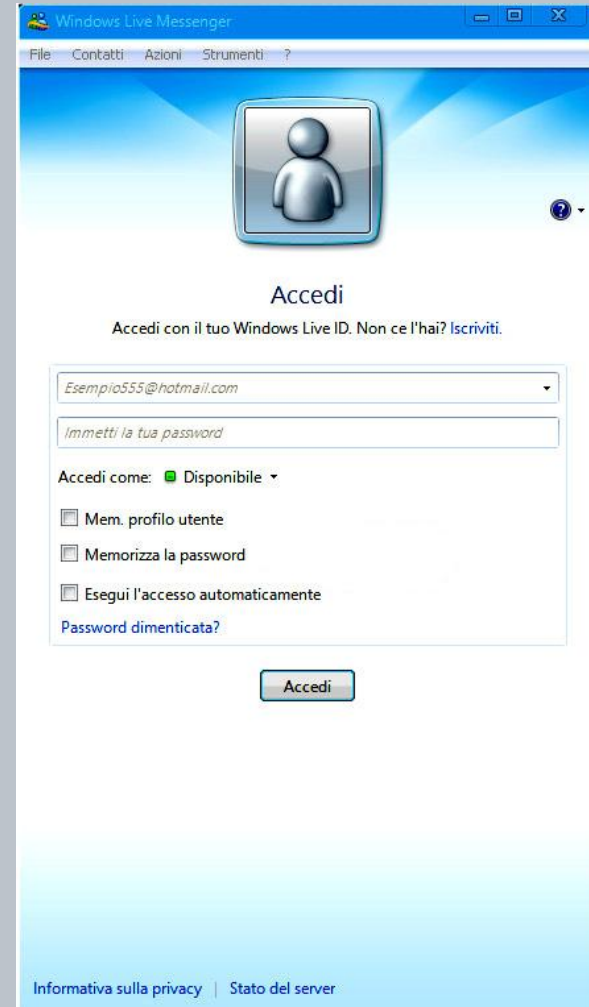 Windows Live Messenger
File Contatti Azioni Strumenti ?
?
Accedi
Accedi con il tuo Windows Live ID. Non ce l'hai? Iscriviti.
Esempio555@hotmail.com
Immetti la tua password
Accedi come: Disponibile
Mem. profilo utente
Memorizza la password
Esegui l'accesso automaticamente
Password dimenticata?
Accedi
Informativa sulla privacy | Stato del server